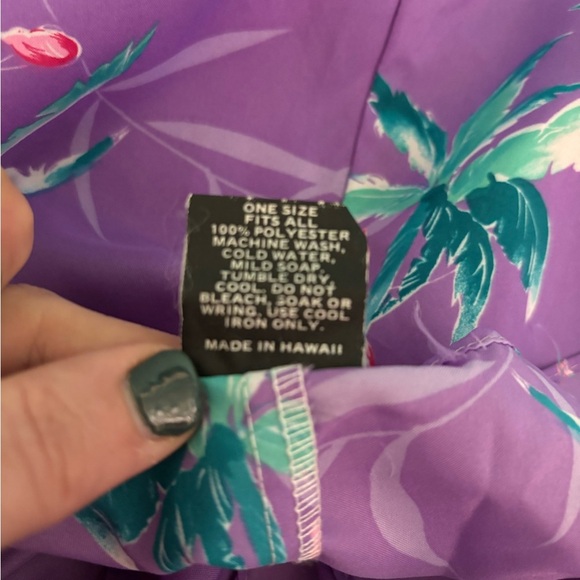 ONE SIZE
FITS ALL
100% POLYESTER
MACHINE WASH,
COLD WATER,
MILD SOAP,
TUMBLE DRY
COOL. DO NOT
BLEACH, SOAK OR
WRING. USE COOL
IRON ONLY.
MADE IN HAWAII